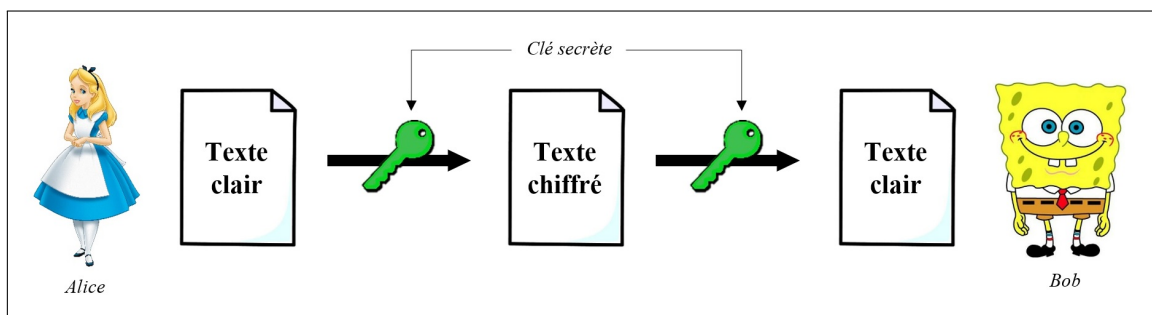 Clé secrète
Texte
clair
Texte
chiffré
Texte
clair
Alice
Bob